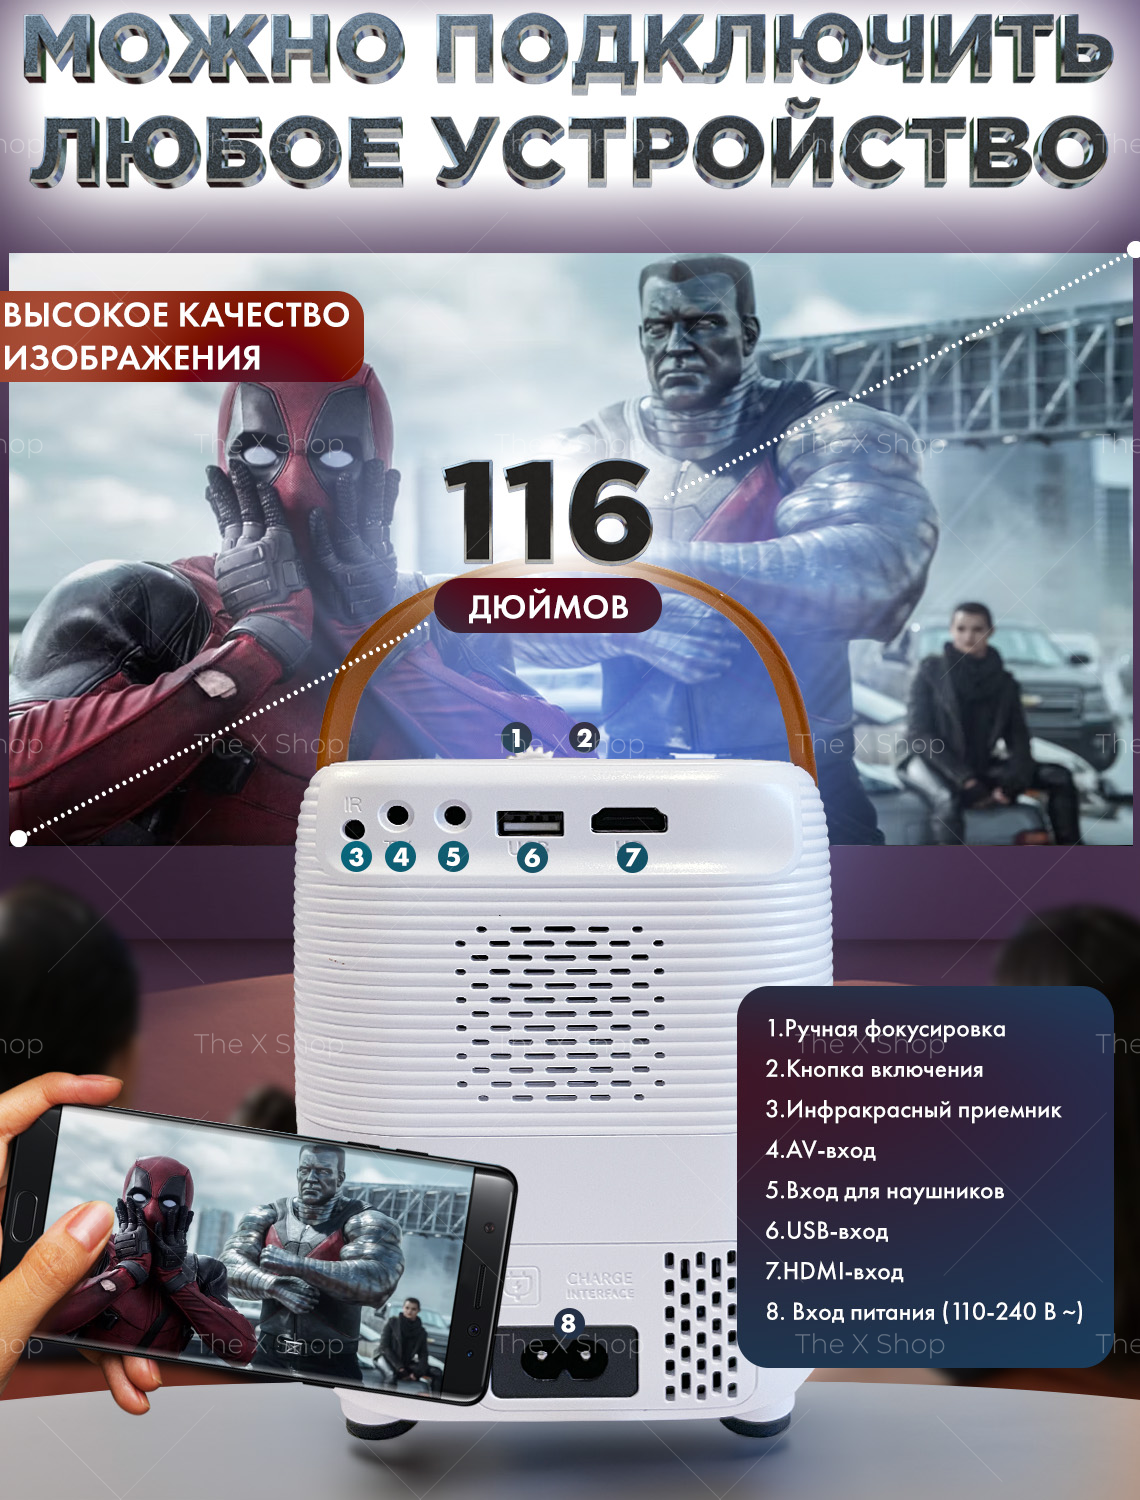 МОЖНО ПОДКЛЮЧИТЬ
ЛЮБОЕ УСТРОЙСТВО
ВЫСОКОЕ КАЧЕСТВО
ИЗОБРАЖЕНИЯ
116
ДЮЙМОВ
1 2
IR
3 4 5 6 7
1.Ручная фокусировка
2.Кнопка включения
3.Инфракрасный приемник
4.AV-вход
5.Вход для наушников
6.USB-вход
7.HDMI-вход
8. Вход питания (110-240 В ~)
CHARGE
INTERFACE
8
The X Shop